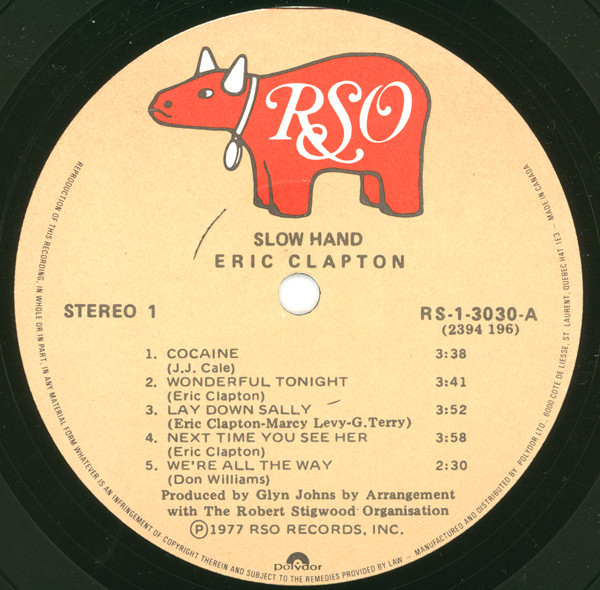 RSO
SLOW HAND
ERIC CLAPTON
STEREO 1
RS-1-3030-A
(2394 196)
1. COCAINE 3:38
(J.J. Cale)
2. WONDERFUL TONIGHT 3:41
(Eric Clapton)
3. LAY DOWN SALLY 3:52
(Eric Clapton-Marcy Levy-G.Terry)
4. NEXT TIME YOU SEE HER 3:58
(Eric Clapton)
5. WE'RE ALL THE WAY 2:30
(Don Williams)
Produced by Glyn Johns by Arrangement
with The Robert Stigwood Organisation
Ⓟ1977 RSO RECORDS, INC.
polydor
REPRODUCTION OF THIS RECORDING, IN WHOLE OR IN PART, IN ANY MATERIAL FORM WHATEVER IS AN INFRINGEMENT OF COPYRIGHT THEREIN AND SUBJECT TO THE REMEDIES PROVIDED BY LAW – MANUFACTURED AND DISTRIBUTED BY POLYDOR LTD. 6000 COTE DE LIESSE, ST. LAURENT, QUEBEC H4T 1E3 – MADE IN CANADA